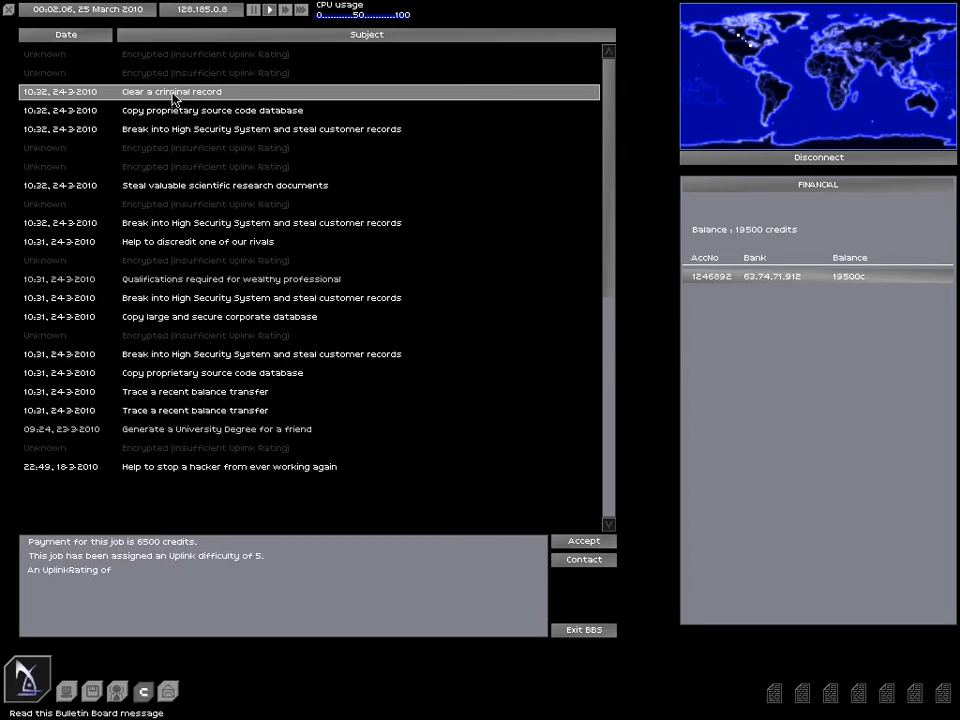 CPU usage
00:02.06, 25 March 2010 128.185.0.8 0..........50..........100
Date Subject
Unknown Encrypted (Insufficient Uplink Rating)
Unknown Encrypted (Insufficient Uplink Rating)
10:32, 24-3-2010 Clear a criminal record
10:32, 24-3-2010 Copy proprietary source code database
10:32, 24-3-2010 Break into High Security System and steal customer records
Unknown Encrypted (Insufficient Uplink Rating)
Unknown Encrypted (Insufficient Uplink Rating)
10:32, 24-3-2010 Steal valuable scientific research documents
Unknown Encrypted (Insufficient Uplink Rating)
10:32, 24-3-2010 Break into High Security System and steal customer records
10:31, 24-3-2010 Help to discredit one of our rivals
Unknown Encrypted (Insufficient Uplink Rating)
10:31, 24-3-2010 Qualifications required for wealthy professional
10:31, 24-3-2010 Break into High Security System and steal customer records
10:31, 24-3-2010 Copy large and secure corporate database
Unknown Encrypted (Insufficient Uplink Rating)
10:31, 24-3-2010 Break into High Security System and steal customer records
10:31, 24-3-2010 Copy proprietary source code database
10:31, 24-3-2010 Trace a recent balance transfer
10:31, 24-3-2010 Trace a recent balance transfer
09:24, 23-3-2010 Generate a University Degree for a friend
Unknown Encrypted (Insufficient Uplink Rating)
22:49, 18-3-2010 Help to stop a hacker from ever working again
Payment for this job is 6500 credits.
This job has been assigned an Uplink difficulty of 5.
An UplinkRating of
Accept
Contact
Exit BBS
Disconnect
FINANCIAL
Balance : 19500 credits
AccNo Bank Balance
1246892 63.74.71.912 19500c
C
Read this Bulletin Board message